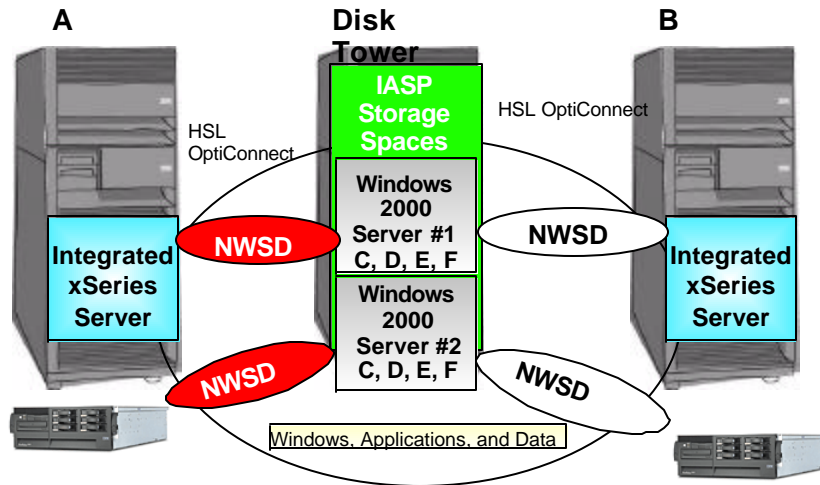 A
Disk
Tower
B
IASP
Storage
Spaces
HSL
OptiConnect
HSL OptiConnect
Windows
2000
Server #1
C, D, E, F
NWSD
NWSD
Integrated
xSeries
Server
Integrated
xSeries
Server
Windows
2000
Server #2
C, D, E, F
NWSD
NWSD
Windows, Applications, and Data